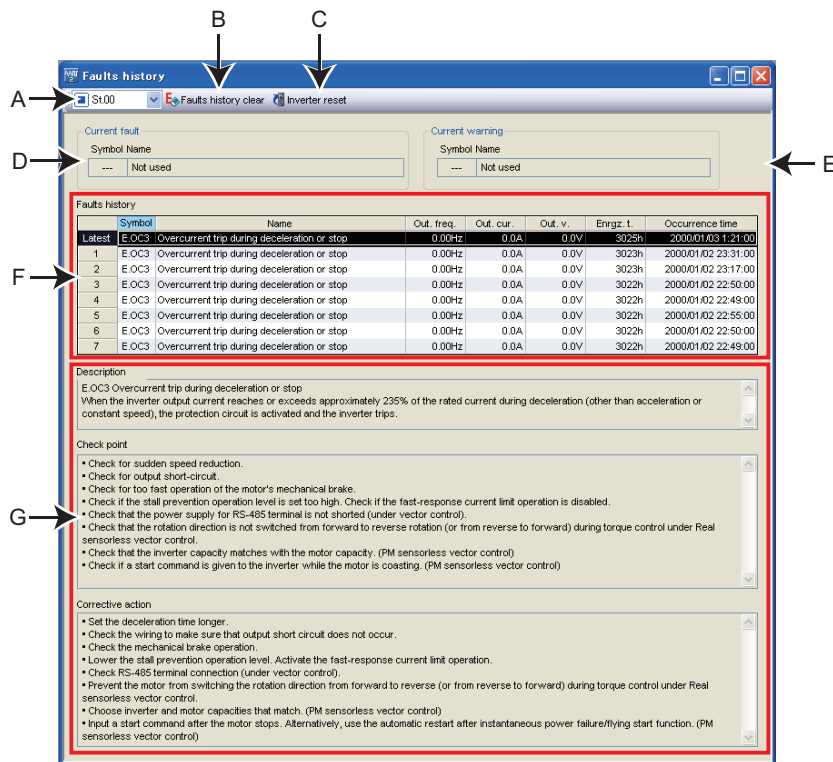 B C
Faults history
A St.00 Faults history clear Inverter reset
Current fault Current warning
Symbol Name Symbol Name
D --- Not used --- Not used E
Faults history
Symbol Name Out. freq. Out. cur. Out. v. Enrgz. t. Occurrence time
Latest E.OC3 Overcurrent trip during deceleration or stop 0.00Hz 0.0A 0.0V 3025h 2000/01/03 1:21:00
1 E.OC3 Overcurrent trip during deceleration or stop 0.00Hz 0.0A 0.0V 3023h 2000/01/02 23:31:00
F 2 E.OC3 Overcurrent trip during deceleration or stop 0.00Hz 0.0A 0.0V 3023h 2000/01/02 23:17:00
3 E.OC3 Overcurrent trip during deceleration or stop 0.00Hz 0.0A 0.0V 3022h 2000/01/02 22:50:00
4 E.OC3 Overcurrent trip during deceleration or stop 0.00Hz 0.0A 0.0V 3022h 2000/01/02 22:49:00
5 E.OC3 Overcurrent trip during deceleration or stop 0.00Hz 0.0A 0.0V 3022h 2000/01/02 22:55:00
6 E.OC3 Overcurrent trip during deceleration or stop 0.00Hz 0.0A 0.0V 3022h 2000/01/02 22:50:00
7 E.OC3 Overcurrent trip during deceleration or stop 0.00Hz 0.0A 0.0V 3022h 2000/01/02 22:49:00
Description
E.OC3 Overcurrent trip during deceleration or stop
When the inverter output current reaches or exceeds approximately 235% of the rated current during deceleration (other than acceleration or
constant speed), the protection circuit is activated and the inverter trips.
Check point
▪ Check for sudden speed reduction.
▪ Check for output short-circuit.
▪ Check for too fast operation of the motor's mechanical brake.
▪ Check if the stall prevention operation level is set too high. Check if the fast-response current limit operation is disabled.
G ▪ Check that the power supply for RS-485 terminal is not shorted (under vector control).
▪ Check that the rotation direction is not switched from forward to reverse rotation (or from reverse to forward) during torque control under Real
sensorless vector control.
▪ Check that the inverter capacity matches with the motor capacity. (PM sensorless vector control)
▪ Check if a start command is given to the inverter while the motor is coasting. (PM sensorless vector control)
Corrective action
▪ Set the deceleration time longer.
▪ Check the wiring to make sure that output short circuit does not occur.
▪ Check the mechanical brake operation.
▪ Lower the stall prevention operation level. Activate the fast-response current limit operation.
▪ Check RS-485 terminal connection (under vector control).
▪ Prevent the motor from switching the rotation direction from forward to reverse (or from reverse to forward) during torque control under Real
sensorless vector control.
▪ Choose inverter and motor capacities that match. (PM sensorless vector control)
▪ Input a start command after the motor stops. Alternatively, use the automatic restart after instantaneous power failure/flying start function. (PM
sensorless vector control)